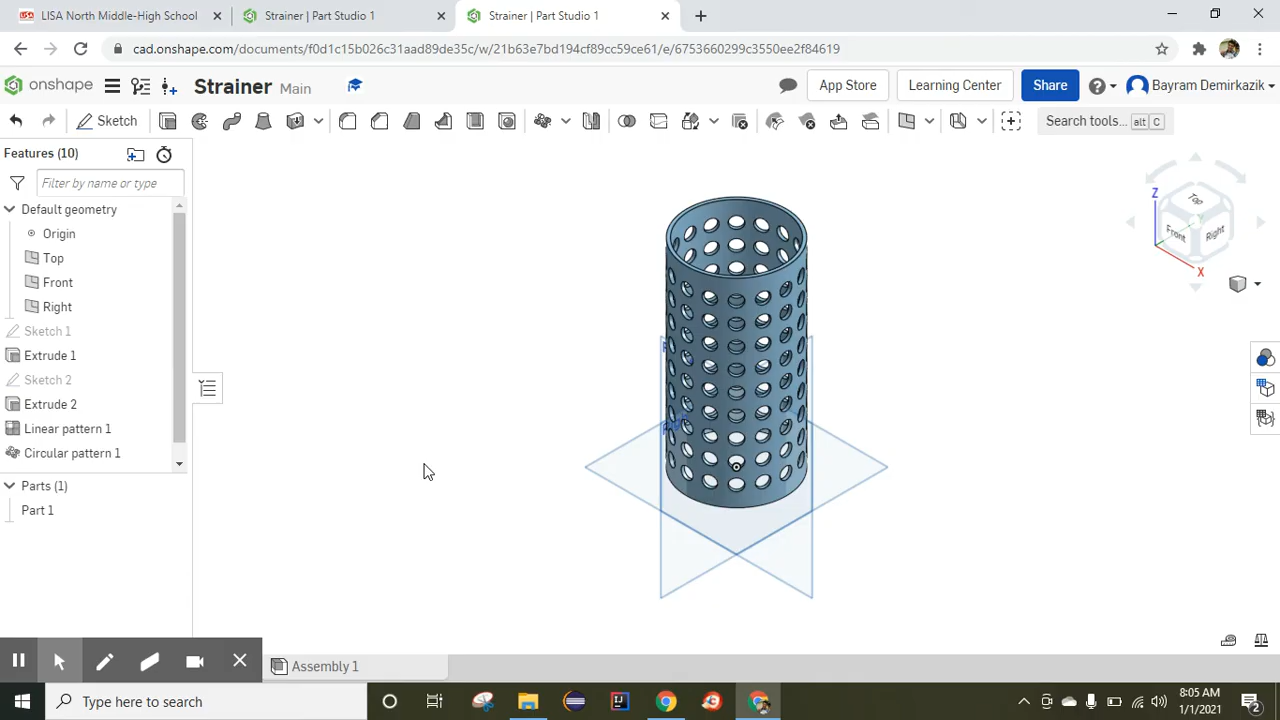 LISA North Middle-High School
Strainer | Part Studio 1
Strainer | Part Studio 1
cad.onshape.com/documents/f0d1c15b026c31aad89de35c/w/21b63e7bd194cf89cc59ce61/e/6753660299c3550ee2f84619
onshape
Strainer Main
App Store
Learning Center
Share
Bayram Demirkazik
Sketch
Search tools... alt C
Features (10)
Filter by name or type
Default geometry
Origin
Top
Front
Right
Sketch 1
Extrude 1
Sketch 2
Extrude 2
Linear pattern 1
Circular pattern 1
Parts (1)
Part 1
Z
Front
Right
X
Assembly 1
Type here to search
8:05 AM
1/1/2021
2